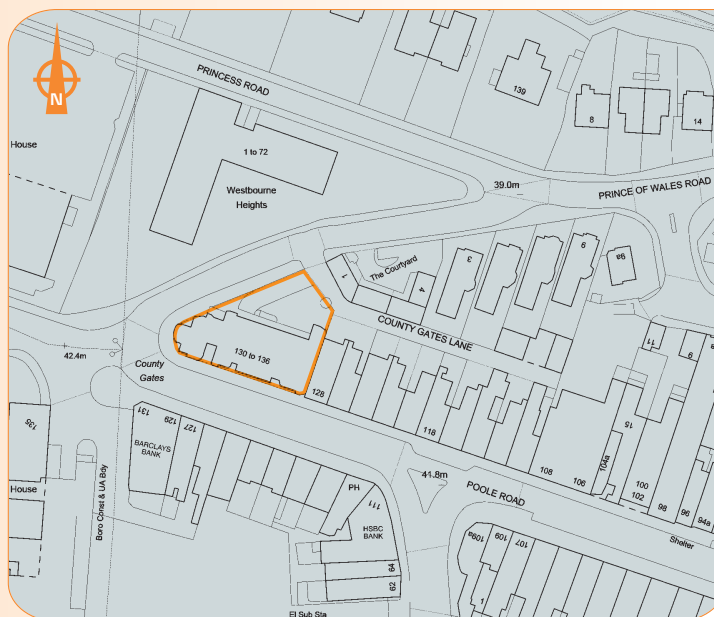 PRINCESS ROAD
139
8
14
N
House
1 to 72
Westbourne
Heights
39.0m
PRINCE OF WALES ROAD
The Courtyard
1
4
3
9
9a
COUNTY GATES LANE
42.4m
County
Gates
130 to 136
128
118
11
9
a
15
108
106
104a
100
102
98
96
94a
135
131
129
127
BARCLAYS
BANK
41.8m
POOLE ROAD
PH
111
HSBC
BANK
House
Boro Const & UA Bdy
64
62
109a
109
107
1
Shelter
El Sub Sta